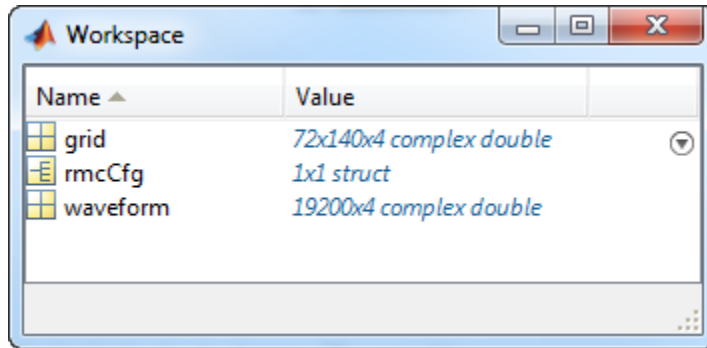 Workspace
Name Value
grid 72x140x4 complex double
rmcCfg 1x1 struct
waveform 19200x4 complex double